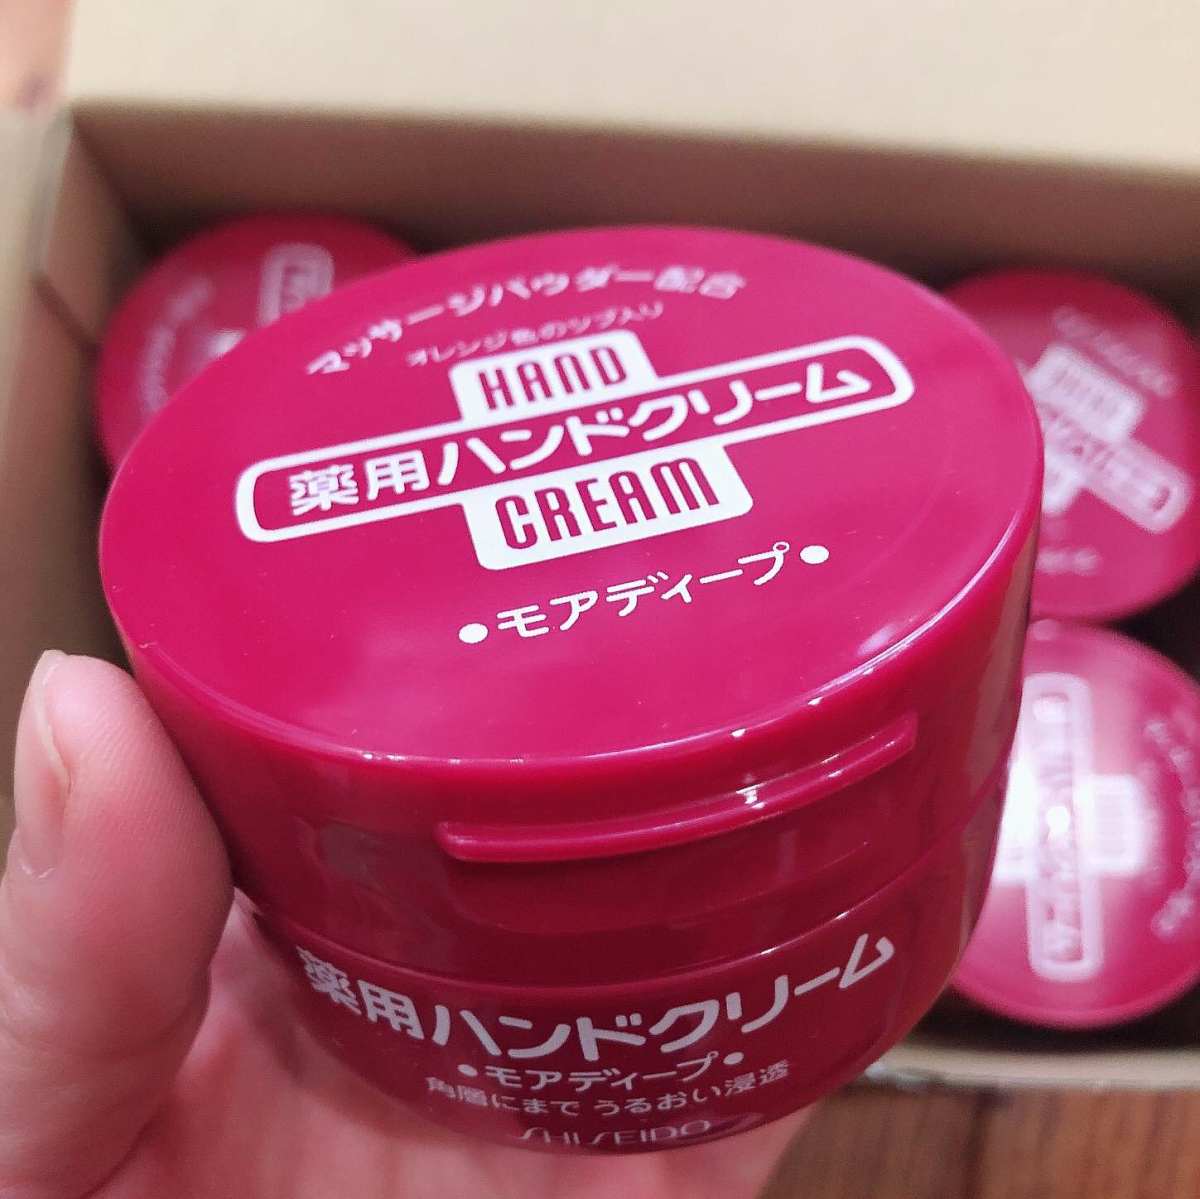 マッサージパウダー配合
オレンジ色のツブ入り
HAND
薬用ハンドクリーム
CREAM
•モアディープ•
薬用ハンドクリーム
•モアディープ•
角層にまで うるおい浸透
SHISEIDO